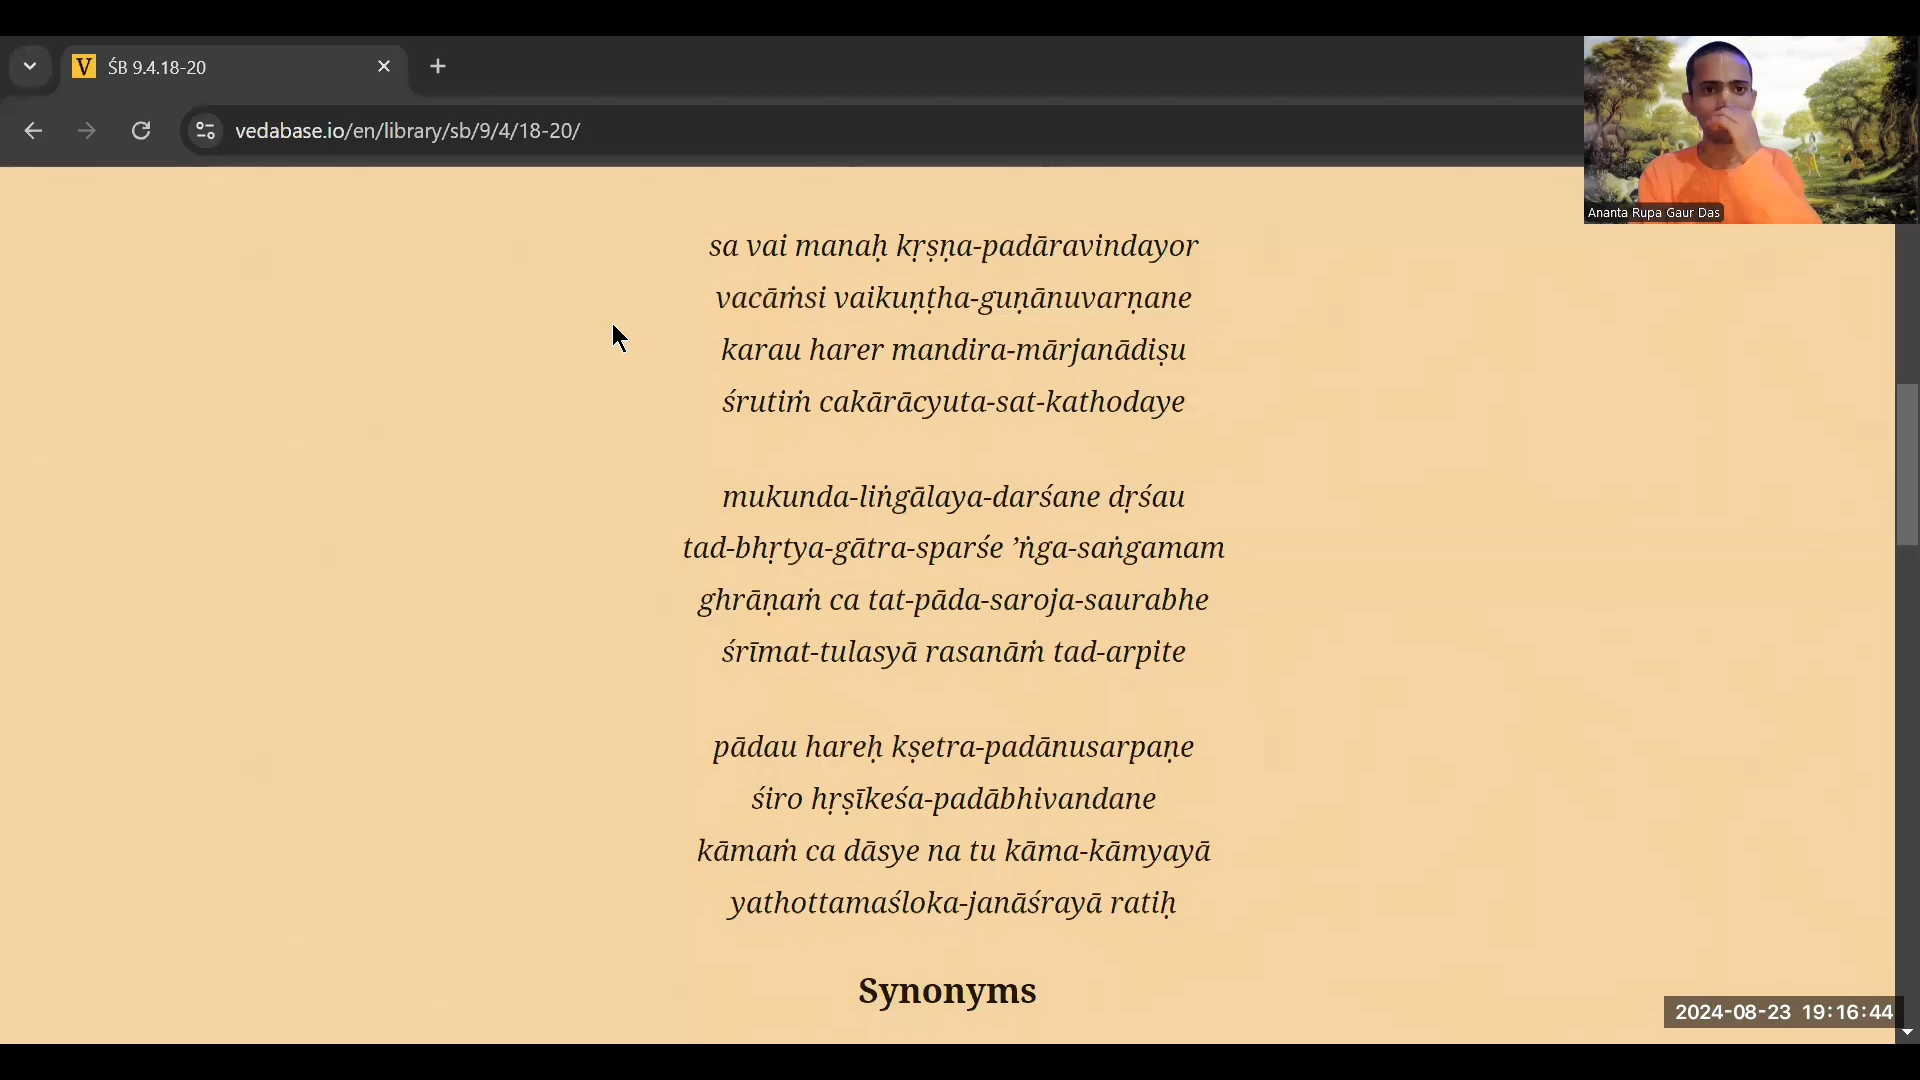 ŚB 9.4.18-20
vedabase.io/en/library/sb/9/4/18-20/
Ananta Rupa Gaur Das
sa vai manaḥ kṛṣṇa-padāravindayor
vacāṁsi vaikuṇṭha-guṇānuvarṇane
karau harer mandira-mārjanādiṣu
śrutiṁ cakārācyuta-sat-kathodaye
mukunda-liṅgālaya-darśane dṛśau
tad-bhṛtya-gātra-sparśe ’ṅga-saṅgamam
ghrāṇaṁ ca tat-pāda-saroja-saurabhe
śrīmat-tulasyā rasanāṁ tad-arpite
pādau hareḥ kṣetra-padānusarpaṇe
śiro hṛṣīkeśa-padābhivandane
kāmaṁ ca dāsye na tu kāma-kāmyayā
yathottamaśloka-janāśrayā ratiḥ
Synonyms
2024-08-23 19:16:44